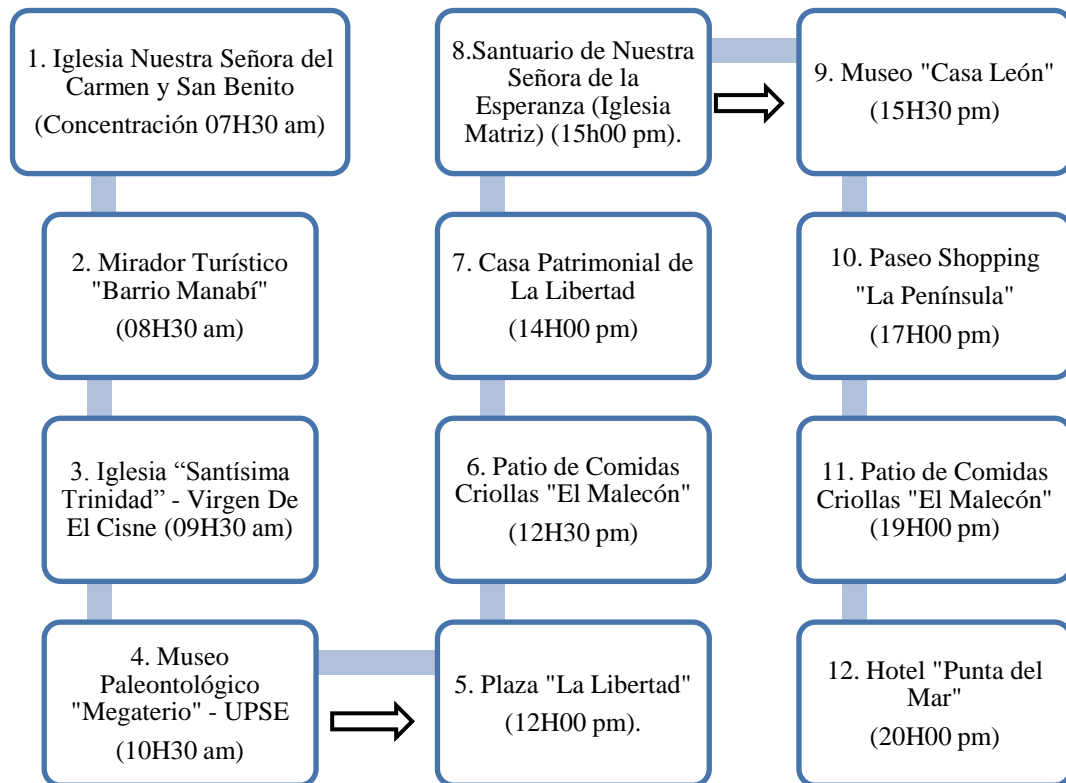 1. Iglesia Nuestra Señora del
Carmen y San Benito
(Concentración 07H30 am)
2. Mirador Turístico
"Barrio Manabí"
(08H30 am)
3. Iglesia “Santísima
Trinidad” - Virgen De
El Cisne (09H30 am)
4. Museo
Paleontológico
"Megaterio" - UPSE
(10H30 am)
5. Plaza "La Libertad"
(12H00 pm).
6. Patio de Comidas
Criollas "El Malecón"
(12H30 pm)
7. Casa Patrimonial de
La Libertad
(14H00 pm)
8.Santuario de Nuestra
Señora de la
Esperanza (Iglesia
Matriz) (15h00 pm).
9. Museo "Casa León"
(15H30 pm)
10. Paseo Shopping
"La Península"
(17H00 pm)
11. Patio de Comidas
Criollas "El Malecón"
(19H00 pm)
12. Hotel "Punta del
Mar"
(20H00 pm)